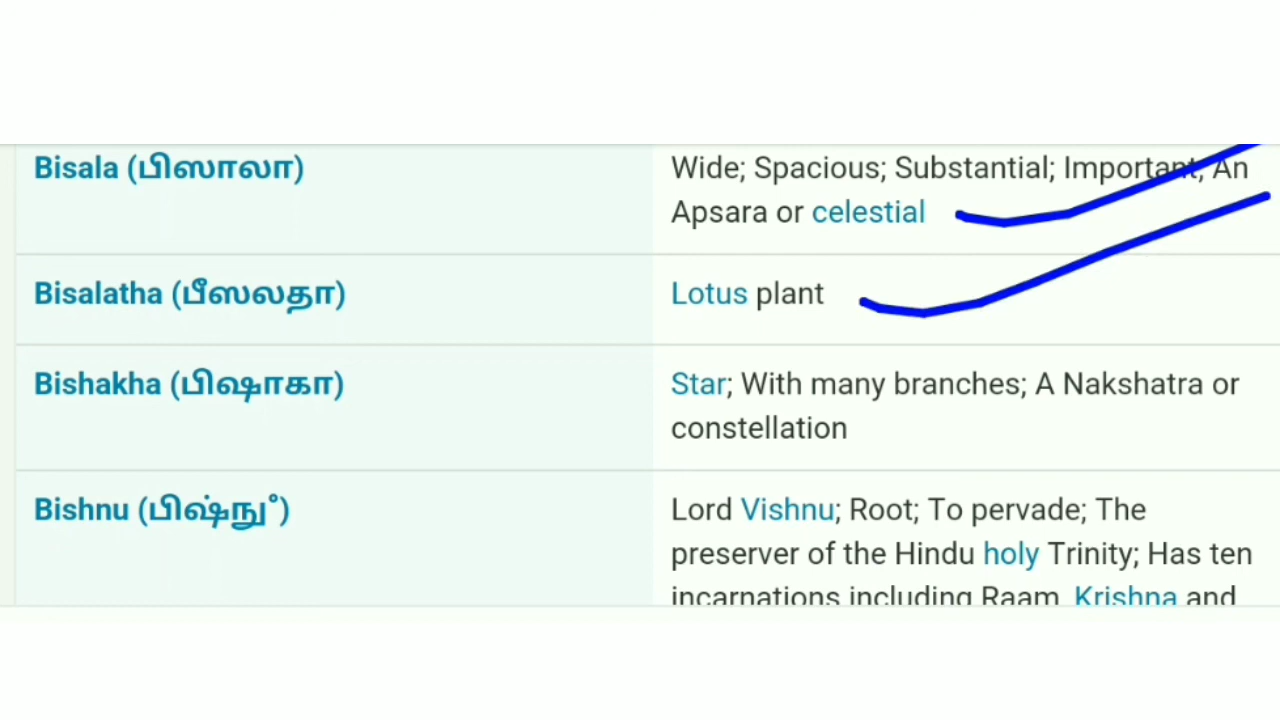 Bisala (பிஸாலா)
Wide; Spacious; Substantial; Important; An
Apsara or celestial
Bisalatha (பீஸலதா)
Lotus plant
Bishakha (பிஷாகா)
Star; With many branches; A Nakshatra or
constellation
Bishnu (பிஷ்நுˆ)
Lord Vishnu; Root; To pervade; The
preserver of the Hindu holy Trinity; Has ten
incarnations including Raam, Krishna and